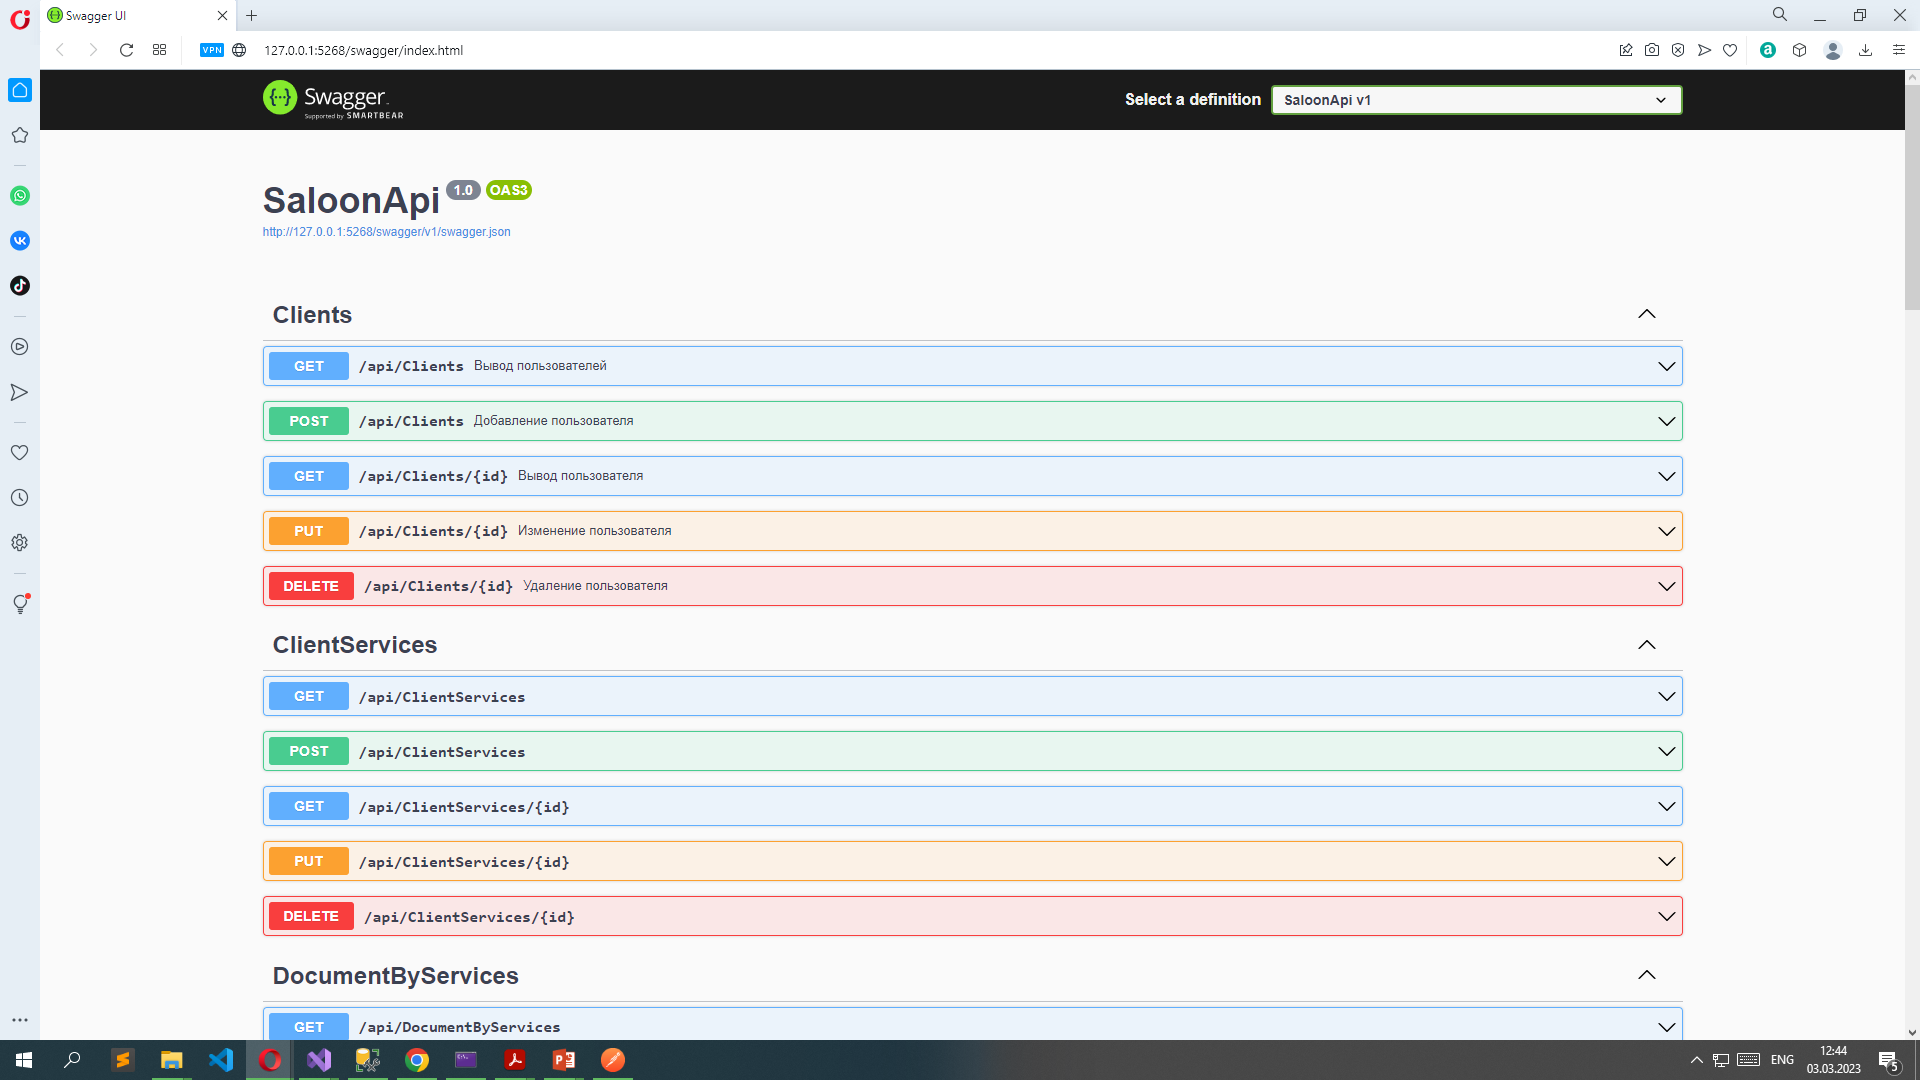 Swagger UI
VPN
127.0.0.1:5268/swagger/index.html
Swagger
Supported by SMARTBEAR
Select a definition
SaloonApi v1
SaloonApi 1.0 OAS3
http://127.0.0.1:5268/swagger/v1/swagger.json
Clients
GET /api/Clients Вывод пользователей
POST /api/Clients Добавление пользователя
GET /api/Clients/{id} Вывод пользователя
PUT /api/Clients/{id} Изменение пользователя
DELETE /api/Clients/{id} Удаление пользователя
ClientServices
GET /api/ClientServices
POST /api/ClientServices
GET /api/ClientServices/{id}
PUT /api/ClientServices/{id}
DELETE /api/ClientServices/{id}
DocumentByServices
GET /api/DocumentByServices
ENG
12:44
03.03.2023
5